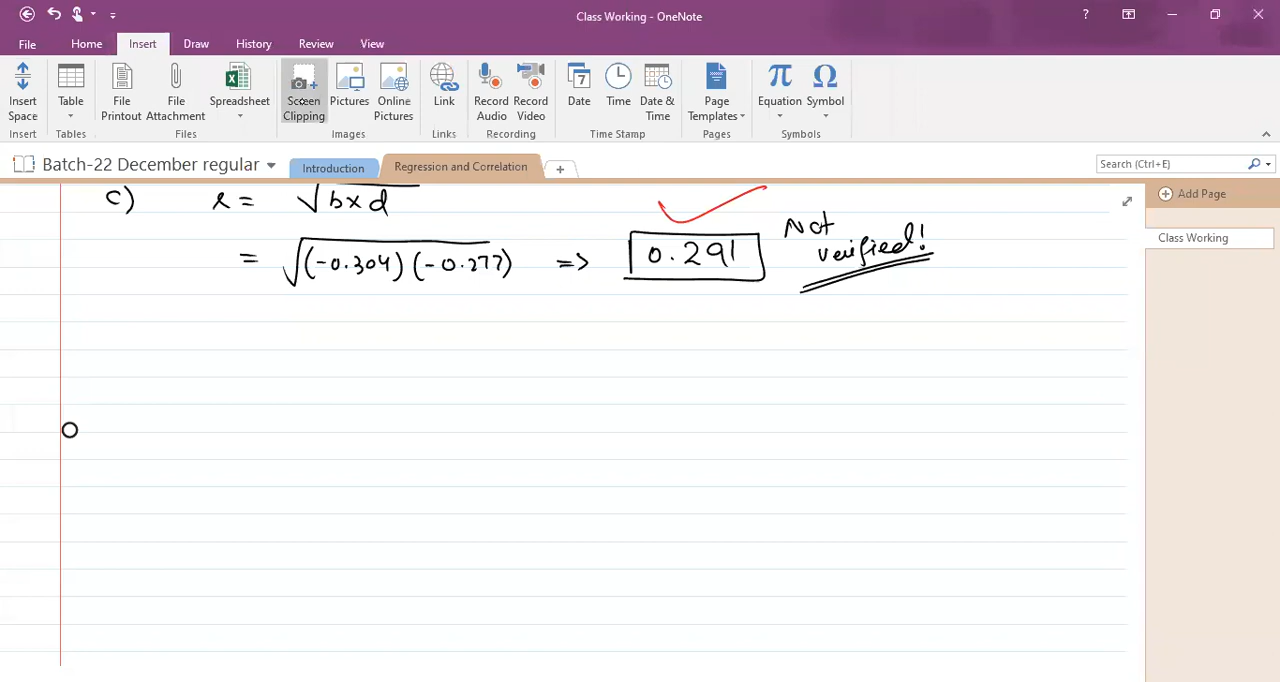 Class Working - OneNote
File Home Insert Draw History Review View
Insert Space
Table
File Printout
File Attachment
Spreadsheet
Screen Clipping
Pictures
Online Pictures
Link
Record Audio
Record Video
Date
Time
Date & Time
Page Templates
π Equation
Ω Symbol
Insert Tables Files Images Links Recording Time Stamp Pages Symbols
Batch-22 December regular Introduction Regression and Correlation Search (Ctrl+E)
Add Page
Class Working
c) r = √b×d
= √(-0.304)(-0.277) => 0.291 Not verified!